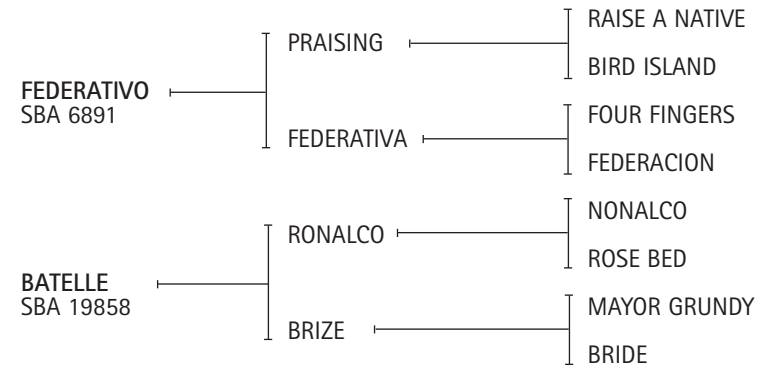 RAISE A NATIVE
PRAISING
BIRD ISLAND
FEDERATIVO
SBA 6891
FOUR FINGERS
FEDERATIVA
FEDERACION
NONALCO
RONALCO
ROSE BED
BATELLE
SBA 19858
MAYOR GRUNDY
BRIZE
BRIDE